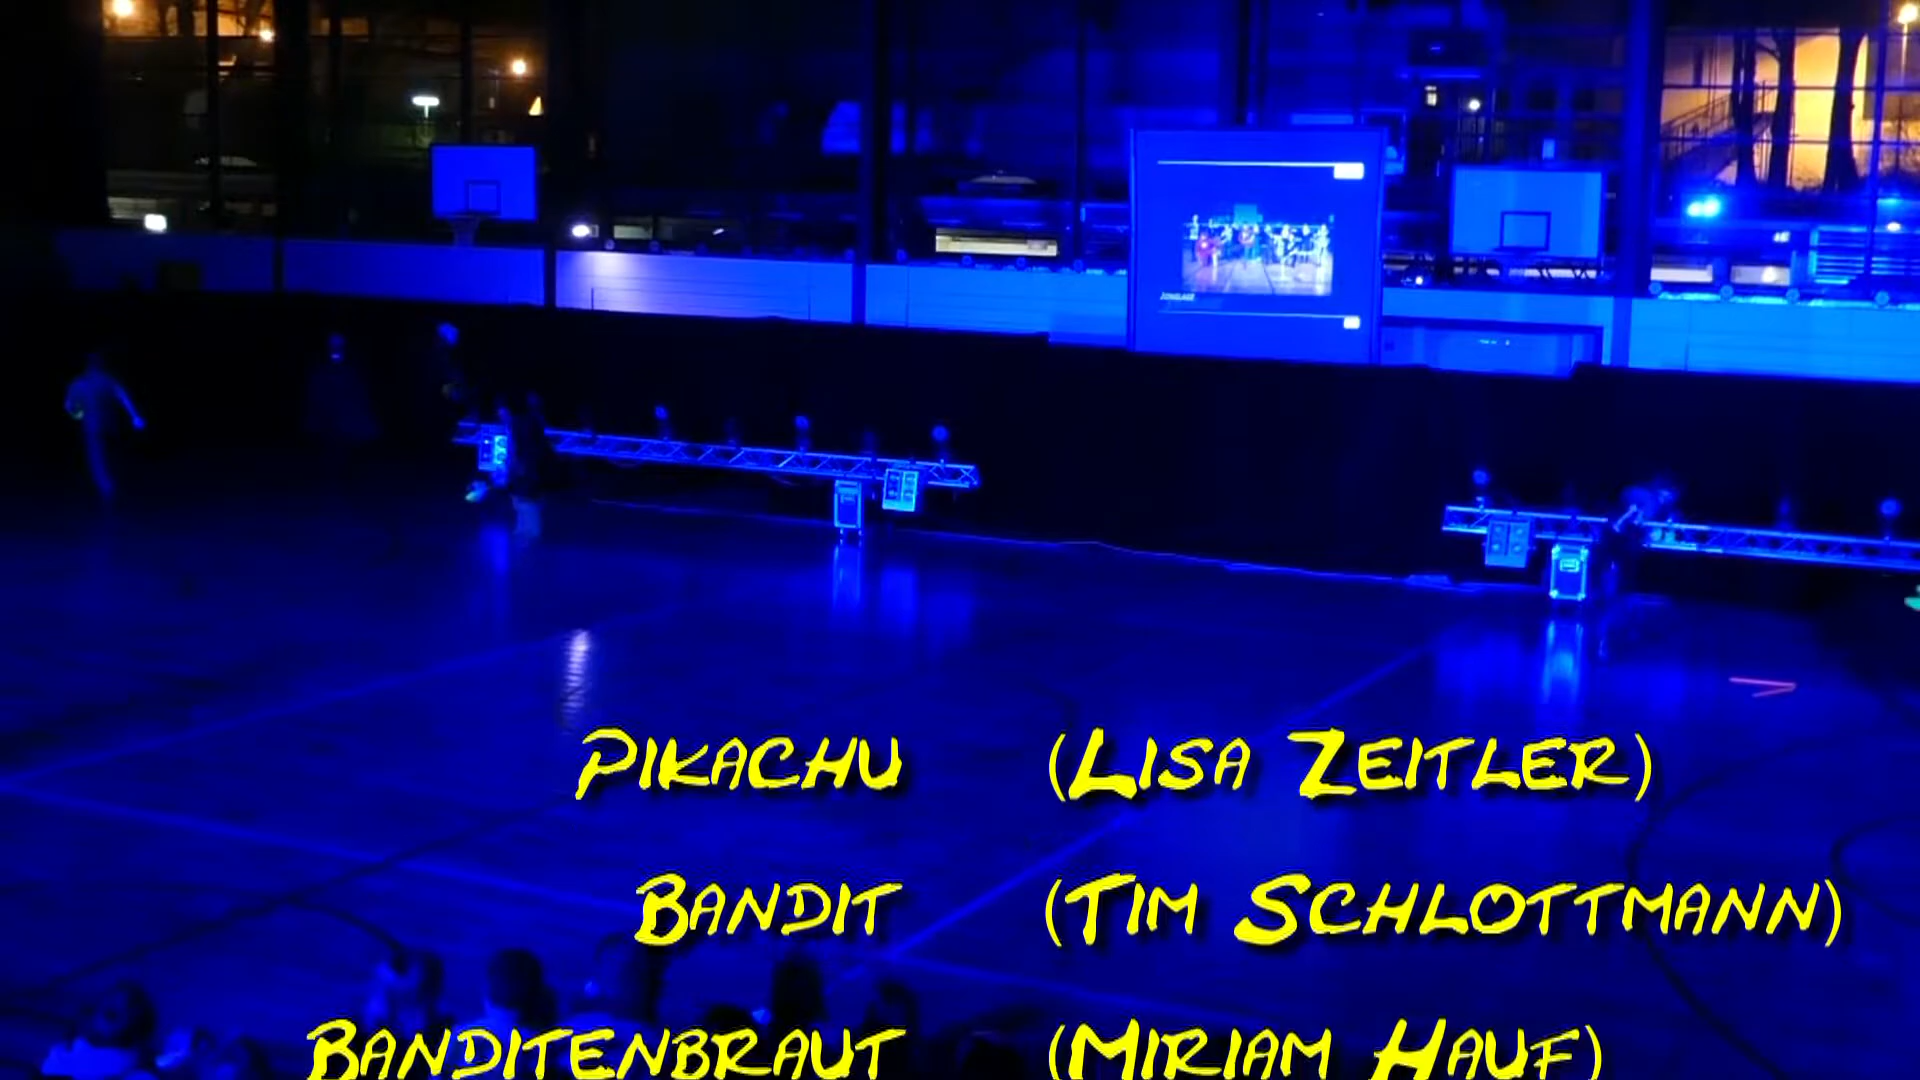 PIKACHU (LISA ZEITLER)
BANDIT (TIM SCHLOTTMANN)
BANDITENBRAUT (MIRIAM HAUF)